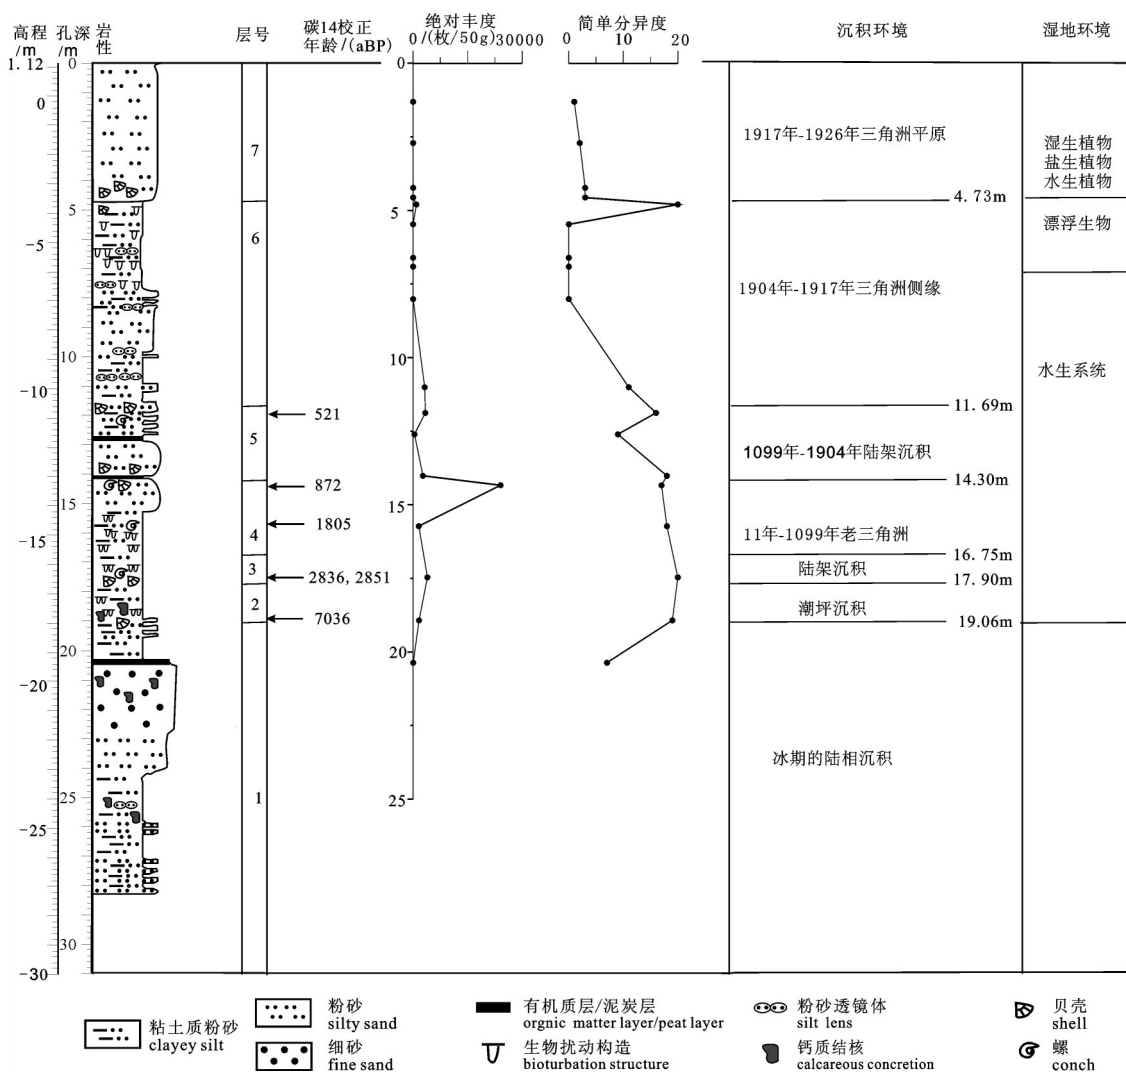 高程 孔深 岩性 层号 碳14校正 绝对丰度 简单分异度 沉积环境 湿地环境
/m /m 年龄/(aBP) 0 /(枚/50g)30000 0 10 20
1.12 0 0
0
1917年-1926年三角洲平原
7 湿生植物
盐生植物
水生植物
4.73m
5 5
6 漂浮生物
-5
1904年-1917年三角洲侧缘
10 10
水生系统
-10
11.69m
521
5
1099年-1904年陆架沉积
14.30m
872
15 15
1805
4 11年-1099年老三角洲
-15
16.75m
3 陆架沉积
2836, 2851 17.90m
2 潮坪沉积
7036 19.06m
20 20
-20
冰期的陆相沉积
25 1 25
-25
30
-30
粘土质粉砂
clayey silt
粉砂
silty sand
细砂
fine sand
有机质层/泥炭层
orgnic matter layer/peat layer
生物扰动构造
bioturbation structure
粉砂透镜体
silt lens
钙质结核
calcareous concretion
贝壳
shell
螺
conch